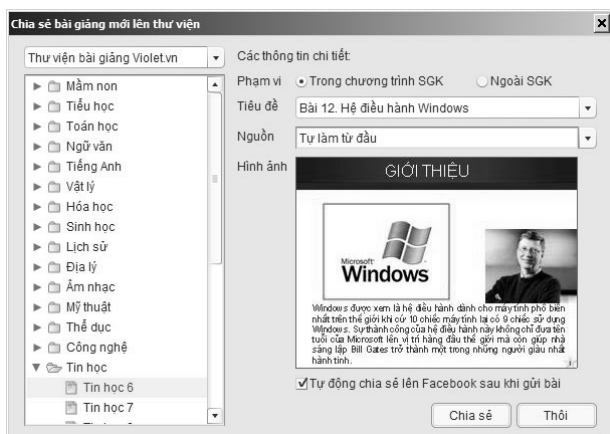 Chia sẻ bài giảng mới lên thư viện
Thư viện bài giảng Violet.vn
Mầm non
Tiểu học
Toán học
Ngữ văn
Tiếng Anh
Vật lý
Hóa học
Sinh học
Lịch sử
Địa lý
Âm nhạc
Mỹ thuật
Thể dục
Công nghệ
Tin học
Tin học 6
Tin học 7
Các thông tin chi tiết:
Phạm vi Trong chương trình SGK Ngoài SGK
Tiêu đề Bài 12. Hệ điều hành Windows
Nguồn Tự làm từ đầu
Hình ảnh
GIỚI THIỆU
Microsoft
Windows
Windows được xem là hệ điều hành dành cho máy tính phổ biến
nhất trên thế giới khi cứ 10 chiếc máy tính lại có 9 chiếc sử dụng
Windows. Sự thành công của hệ điều hành này không chỉ đưa tên
tuổi của Microsoft lên vị trí hàng đầu thế giới mà còn giúp nhà
sáng lập Bill Gates trở thành một trong những người giàu nhất
hành tinh.
Tự động chia sẻ lên Facebook sau khi gửi bài
Chia sẻ Thôi